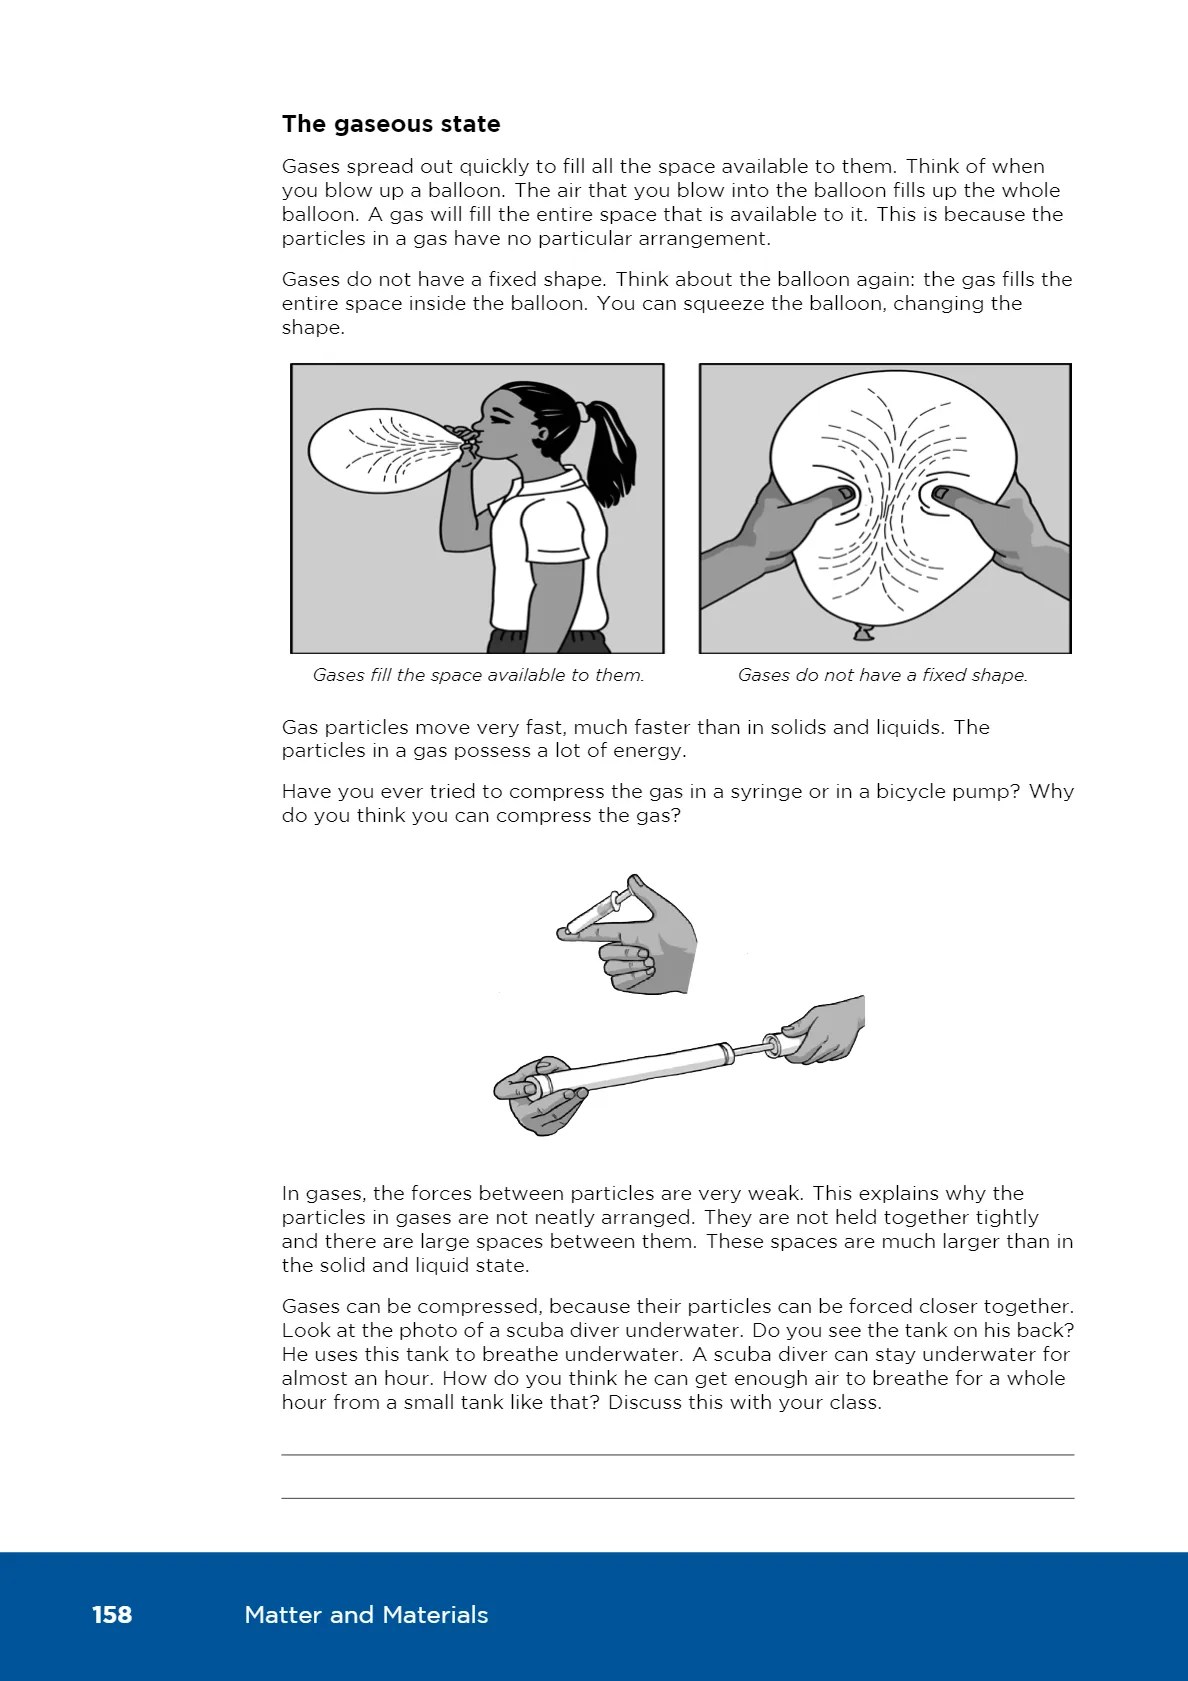 The gaseous state
Gases spread out quickly to fill all the space available to them. Think of when
you blow up a balloon. The air that you blow into the balloon fills up the whole
balloon. A gas will fill the entire space that is available to it. This is because the
particles in a gas have no particular arrangement.
Gases do not have a fixed shape. Think about the balloon again: the gas fills the
entire space inside the balloon. You can squeeze the balloon, changing the
shape.
Gases fill the space available to them.
Gases do not have a fixed shape.
Gas particles move very fast, much faster than in solids and liquids. The
particles in a gas possess a lot of energy.
Have you ever tried to compress the gas in a syringe or in a bicycle pump? Why
do you think you can compress the gas?
In gases, the forces between particles are very weak. This explains why the
particles in gases are not neatly arranged. They are not held together tightly
and there are large spaces between them. These spaces are much larger than in
the solid and liquid state.
Gases can be compressed, because their particles can be forced closer together.
Look at the photo of a scuba diver underwater. Do you see the tank on his back?
He uses this tank to breathe underwater. A scuba diver can stay underwater for
almost an hour. How do you think he can get enough air to breathe for a whole
hour from a small tank like that? Discuss this with your class.
158 Matter and Materials